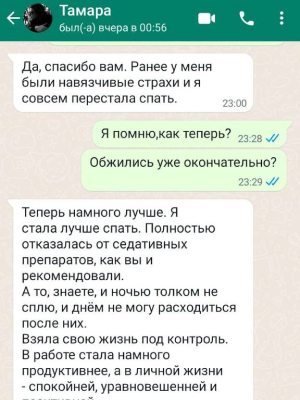 Тамара
был(-а) вчера в 00:56
Да, спасибо вам. Ранее у меня
были навязчивые страхи и я
совсем перестала спать.
23:00
Я помню,как теперь?
23:28
Обжились уже окончательно?
23:29
Теперь намного лучше. Я
стала лучше спать. Полностью
отказалась от седативных
препаратов, как вы и
рекомендовали.
А то, знаете, и ночью толком не
сплю, и днём не могу расходиться
после них.
Взяла свою жизнь под контроль.
В работе стала намного
продуктивнее, а в личной жизни
- спокойней, уравновешенней и